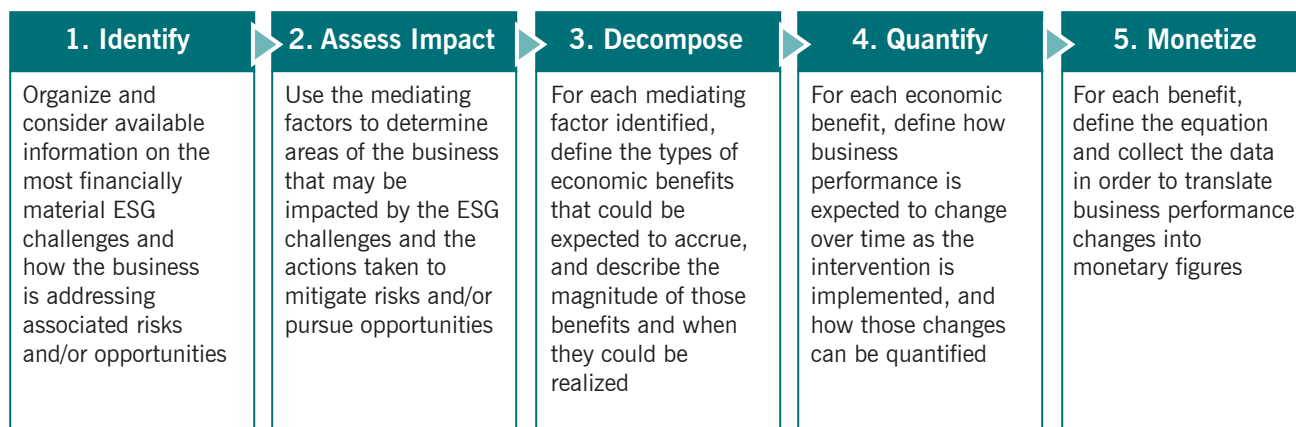 1. Identify
Organize and
consider available
information on the
most financially
material ESG
challenges and
how the business
is addressing
associated risks
and/or opportunities
2. Assess Impact
Use the mediating
factors to determine
areas of the business
that may be
impacted by the ESG
challenges and the
actions taken to
mitigate risks and/or
pursue opportunities
3. Decompose
For each mediating
factor identified,
define the types of
economic benefits
that could be
expected to accrue,
and describe the
magnitude of those
benefits and when
they could be
realized
4. Quantify
For each economic
benefit, define how
business
performance is
expected to change
over time as the
intervention is
implemented, and
how those changes
can be quantified
5. Monetize
For each benefit,
define the equation
and collect the data
in order to translate
business performance
changes into
monetary figures